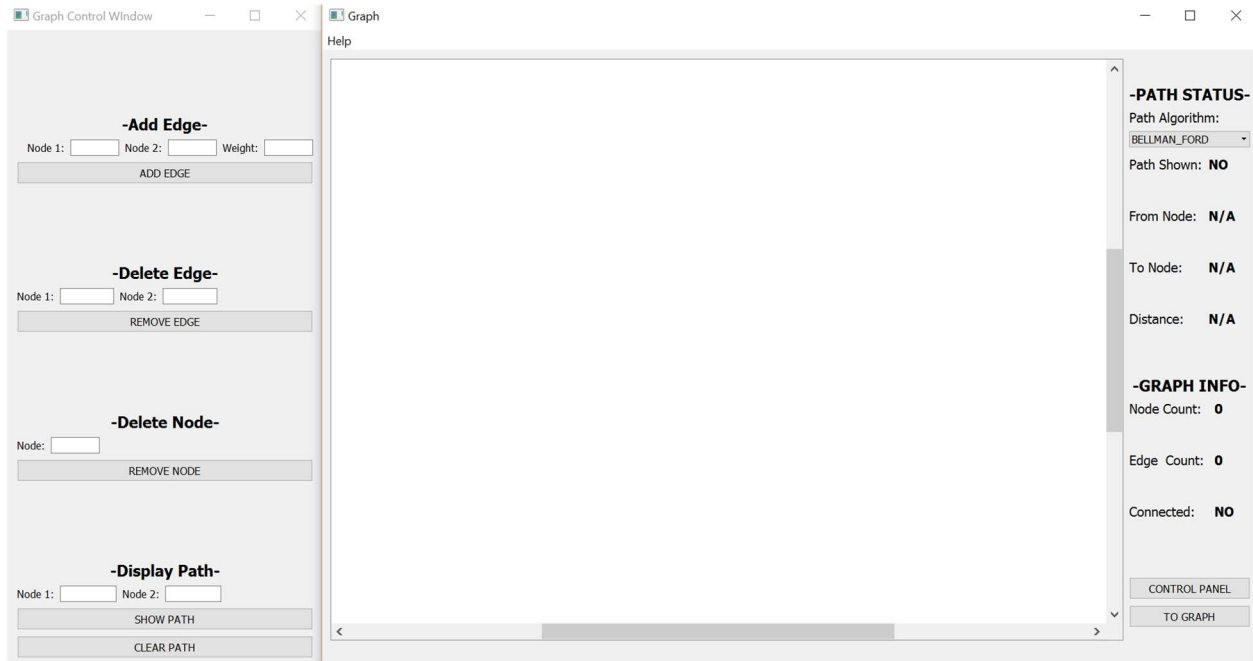 Graph Control WIndow
-Add Edge-
Node 1: Node 2: Weight:
ADD EDGE
-Delete Edge-
Node 1: Node 2:
REMOVE EDGE
-Delete Node-
Node:
REMOVE NODE
-Display Path-
Node 1: Node 2:
SHOW PATH
CLEAR PATH
Graph
Help
-PATH STATUS-
Path Algorithm:
BELLMAN_FORD
Path Shown: NO
From Node: N/A
To Node: N/A
Distance: N/A
-GRAPH INFO-
Node Count: 0
Edge Count: 0
Connected: NO
CONTROL PANEL
TO GRAPH